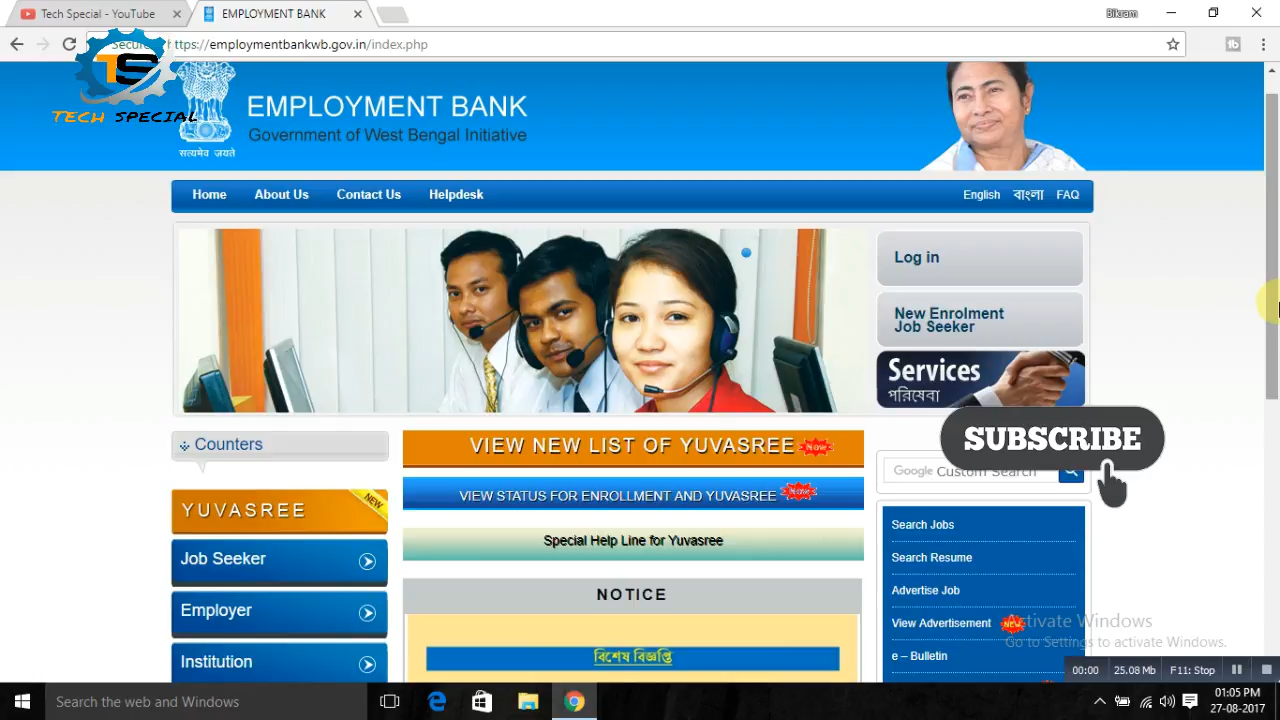 Tech Special - YouTube
EMPLOYMENT BANK
Bikram
https://employmentbankwb.gov.in/index.php
TS
TECH SPECIAL
सत्यमेव जयते
EMPLOYMENT BANK
Government of West Bengal Initiative
Home
About Us
Contact Us
Helpdesk
English
বাংলা
FAQ
Log in
New Enrolment
Job Seeker
Services
পরিষেবা
SUBSCRIBE
Google Custom Search
Counters
VIEW NEW LIST OF YUVASREE New
VIEW STATUS FOR ENROLLMENT AND YUVASREE New
Special Help Line for Yuvasree
NOTICE
বিশেষ বিজ্ঞপ্তি
YUVASREE
NEW
Job Seeker
Employer
Institution
Search Jobs
Search Resume
Advertise Job
View Advertisement NEW
e – Bulletin
Activate Windows
Go to Settings to activate Windows.
00:00
25.08 Mb
F11: Stop
Search the web and Windows
01:05 PM
27-08-2017